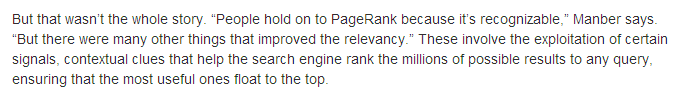 But that wasn't the whole story. “People hold on to PageRank because it's recognizable,” Manber says.
“But there were many other things that improved the relevancy.” These involve the exploitation of certain
signals, contextual clues that help the search engine rank the millions of possible results to any query,
ensuring that the most useful ones float to the top.